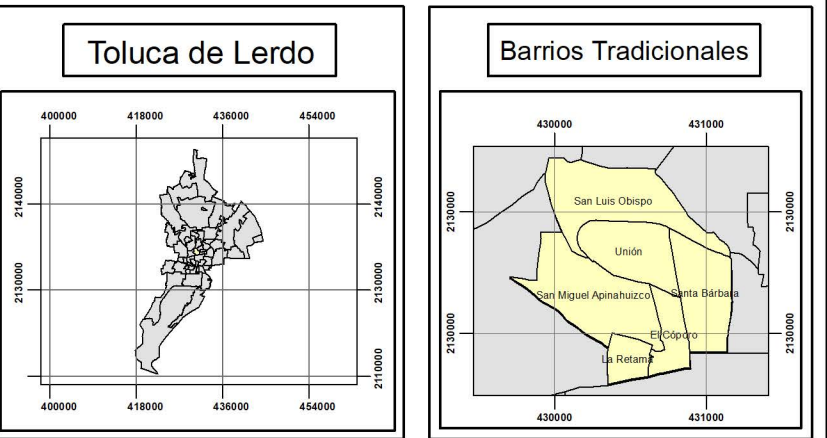 Toluca de Lerdo
400000 418000 436000 454000
2140000 2140000
2130000 2130000
2110000 2110000
400000 418000 436000 454000
Barrios Tradicionales
430000 431000
San Luis Obispo
2130000 2130000
Unión
San Miguel Apinahuizco Santa Bárbara
2130000 2130000
El Cóporo
La Retama
430000 431000